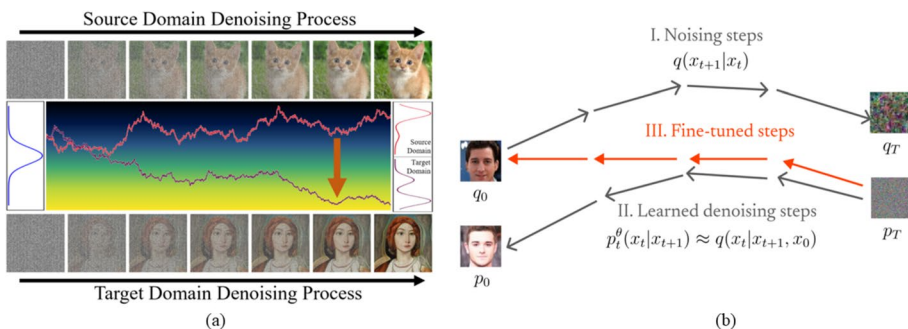 Source Domain Denoising Process
Source
Domain
Target
Domain
Target Domain Denoising Process
(a)
I. Noising steps
q(x_{t+1}|x_t)
III. Fine-tuned steps
q_T
q_0
II. Learned denoising steps
p_t^θ(x_t|x_{t+1}) ≈ q(x_t|x_{t+1}, x_0)
p_T
p_0
(b)